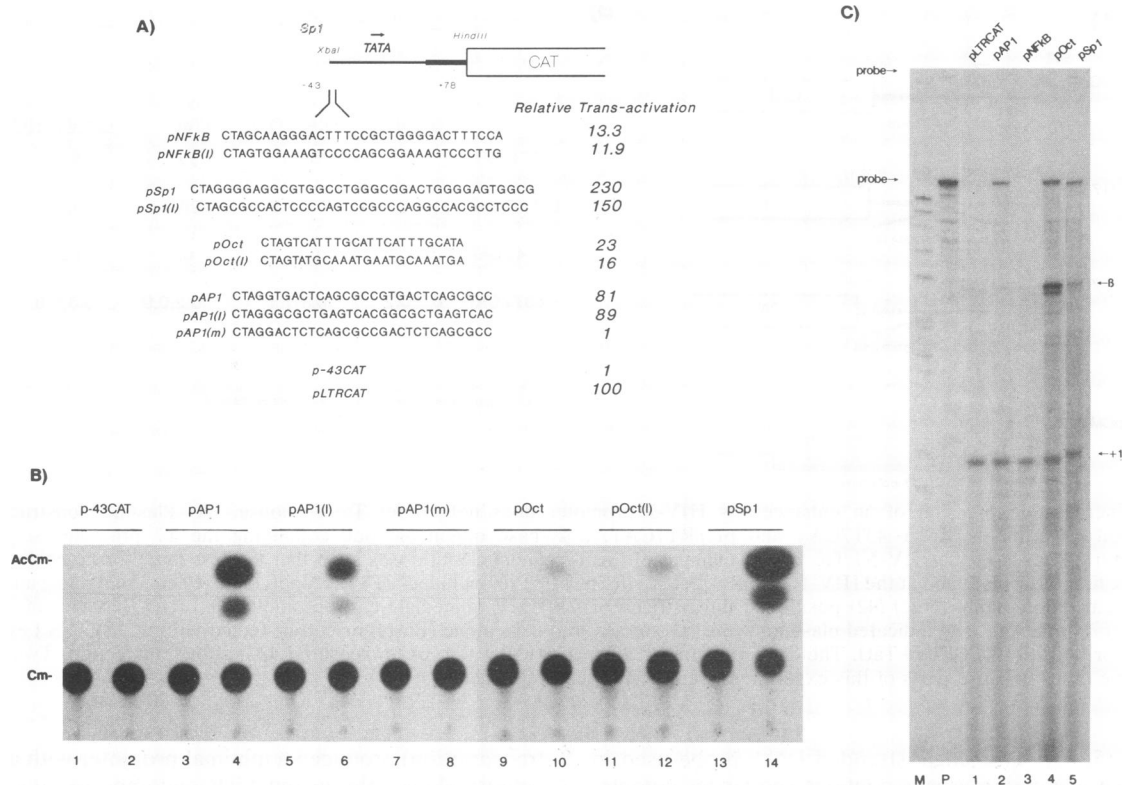 A)
Sp1
XbaI
TATA
HindIII
CAT
-43
+78
Relative Trans-activation
pNFkB CTAGCAAGGGACTTTCCGCTGGGGACTTTCCA 13.3
pNFkB(I) CTAGTGGAAAGTCCCCAGCGGAAAGTCCCTTG 11.9
pSp1 CTAGGGGAGGCGTGGCCTGGGCGGACTGGGGAGTGGCG 230
pSp1(I) CTAGCGCCACTCCCCAGTCCGCCCAGGCCACGCCTCCC 150
pOct CTAGTCATTTGCATTCATTTGCATA 23
pOct(I) CTAGTATGCAAATGAATGCAAATGA 16
pAP1 CTAGGTGACTCAGCGCCGTGACTCAGCGCC 81
pAP1(I) CTAGGGCGCTGAGTCACGGCGCTGAGTCAC 89
pAP1(m) CTAGGACTCTCAGCGCCGACTCTCAGCGCC 1
p-43CAT 1
pLTRCAT 100
B)
p-43CAT pAP1 pAP1(I) pAP1(m) pOct pOct(I) pSp1
AcCm-
Cm-
1 2 3 4 5 6 7 8 9 10 11 12 13 14
C)
pLTRCAT pAP1 pNFkB pOct pSp1
probe→
probe→
←B
←+1
M P 1 2 3 4 5